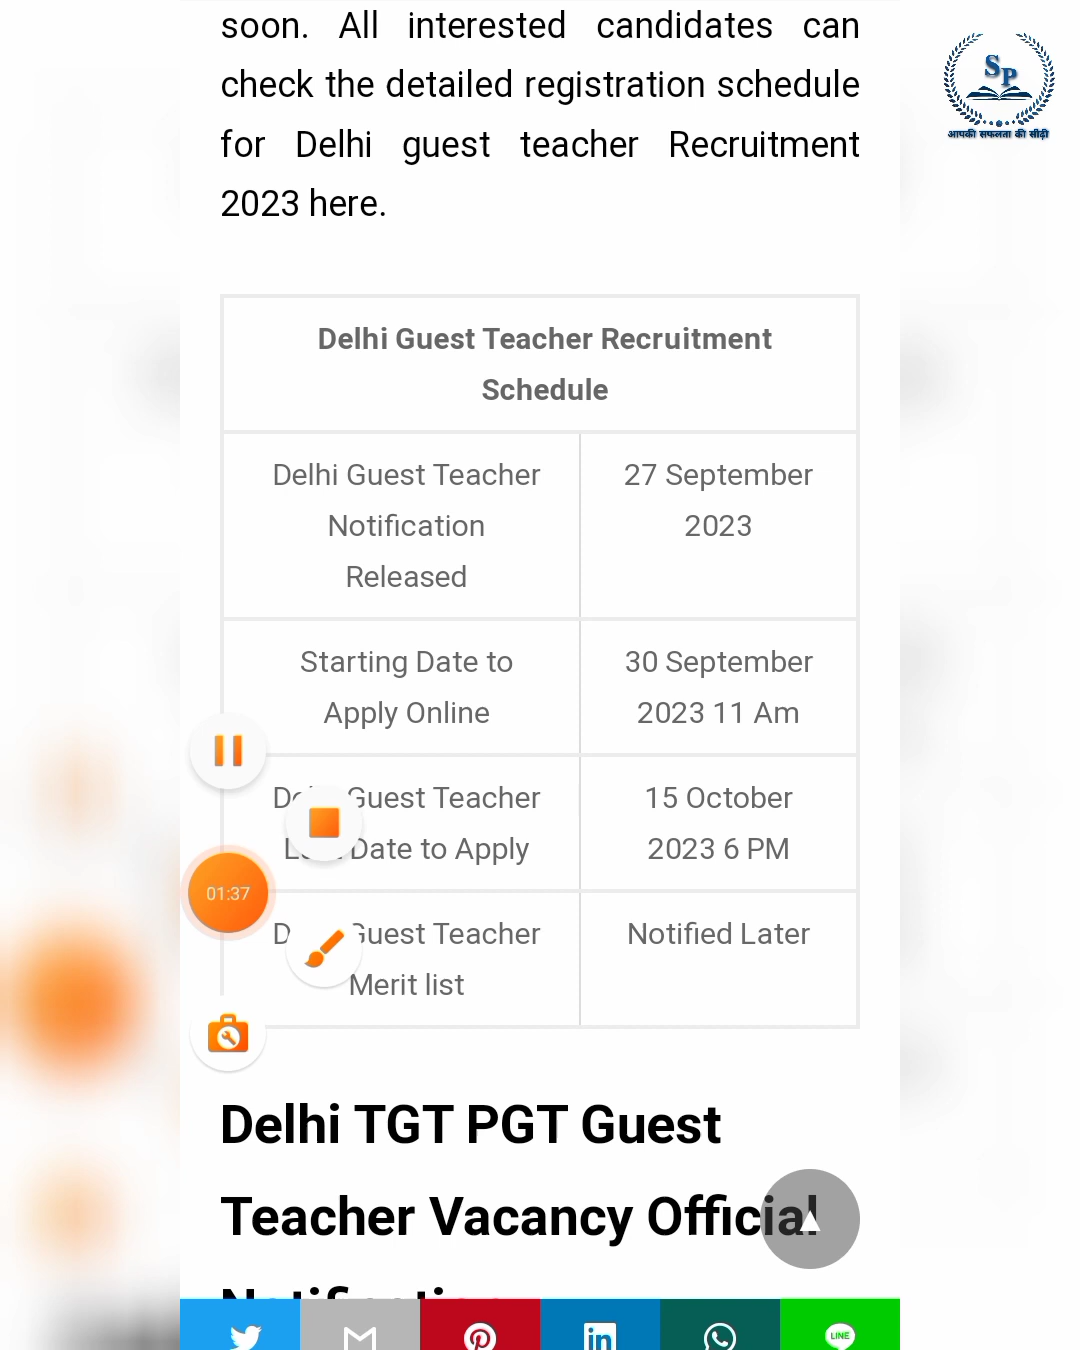 soon. All interested candidates can
check the detailed registration schedule
for Delhi guest teacher Recruitment
2023 here.
SP
आपकी सफलता की सीढ़ी
Delhi Guest Teacher Recruitment
Schedule
Delhi Guest Teacher
Notification
Released
27 September
2023
Starting Date to
Apply Online
30 September
2023 11 Am
Guest Teacher
Date to Apply
15 October
2023 6 PM
01:37
Guest Teacher
Merit list
Notified Later
Delhi TGT PGT Guest
Teacher Vacancy Official
LINE